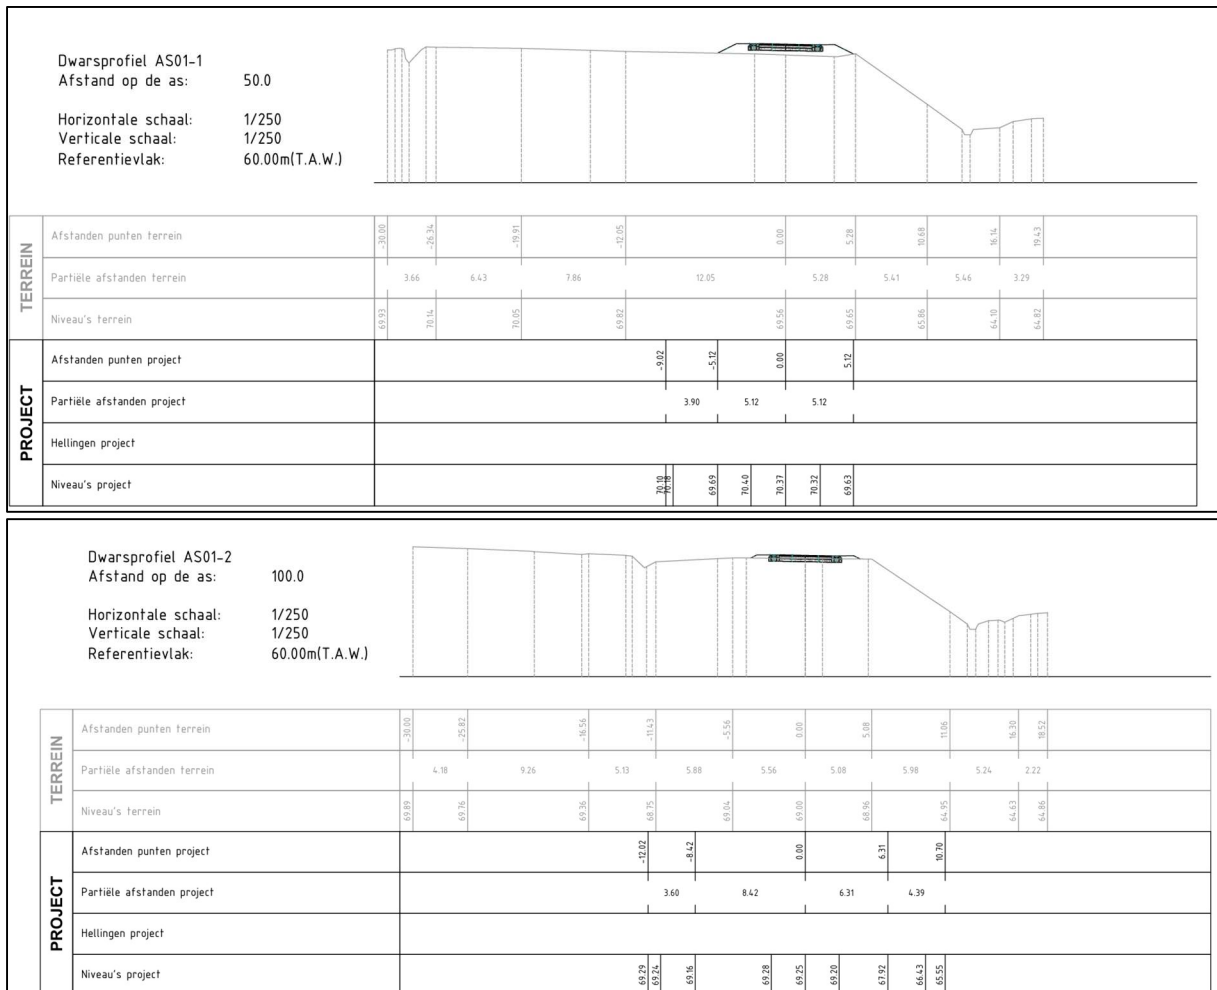 Dwarsprofiel AS01-1
Afstand op de as: 50.0
Horizontale schaal: 1/250
Verticale schaal: 1/250
Referentievlak: 60.00m(T.A.W.)
TERREIN
Afstanden punten terrein -30.00 -26.34 -19.91 -12.05 0.00 5.28 10.68 16.14 19.43
Partiële afstanden terrein 3.66 6.43 7.86 12.05 5.28 5.41 5.46 3.29
Niveau's terrein 69.93 70.14 70.05 69.82 69.56 69.65 65.86 64.10 64.82
PROJECT
Afstanden punten project -9.02 -5.12 0.00 5.12
Partiële afstanden project 3.90 5.12 5.12
Hellingen project
Niveau's project 70.10 70.18 69.69 70.40 70.37 70.32 69.63
Dwarsprofiel AS01-2
Afstand op de as: 100.0
Horizontale schaal: 1/250
Verticale schaal: 1/250
Referentievlak: 60.00m(T.A.W.)
TERREIN
Afstanden punten terrein -30.00 -25.82 -16.56 -11.43 -5.56 0.00 5.08 11.06 16.30 18.52
Partiële afstanden terrein 4.18 9.26 5.13 5.88 5.56 5.08 5.98 5.24 2.22
Niveau's terrein 69.89 69.76 69.36 68.75 69.04 69.00 68.96 64.95 64.63 64.86
PROJECT
Afstanden punten project -12.02 -8.42 0.00 6.31 10.70
Partiële afstanden project 3.60 8.42 6.31 4.39
Hellingen project
Niveau's project 69.29 69.24 69.16 69.28 69.25 69.20 67.92 66.43 65.55